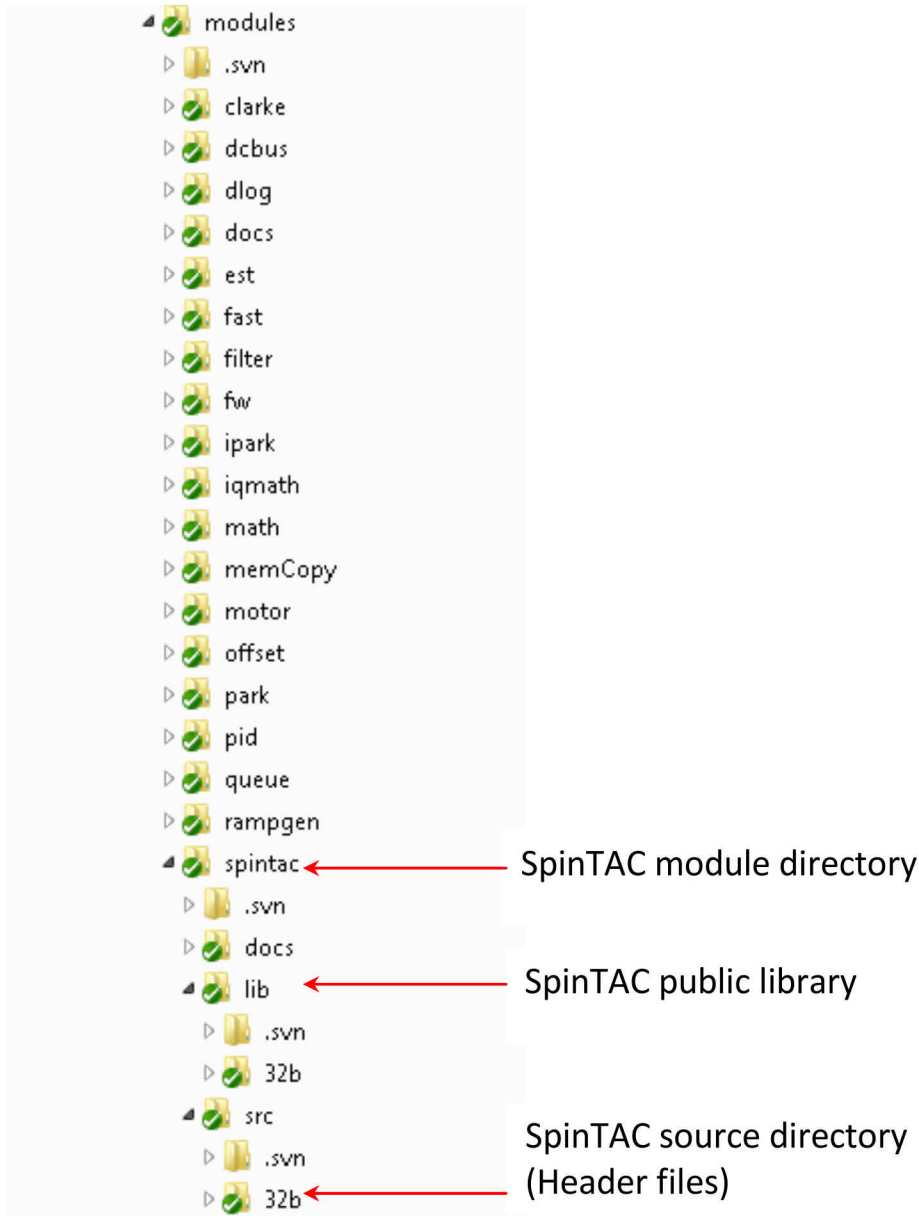 modules
.svn
clarke
dcbus
dlog
docs
est
fast
filter
fw
ipark
iqmath
math
memCopy
motor
offset
park
pid
queue
rampgen
spintac
SpinTAC module directory
.svn
docs
lib
SpinTAC public library
.svn
32b
src
.svn
SpinTAC source directory
(Header files)
32b